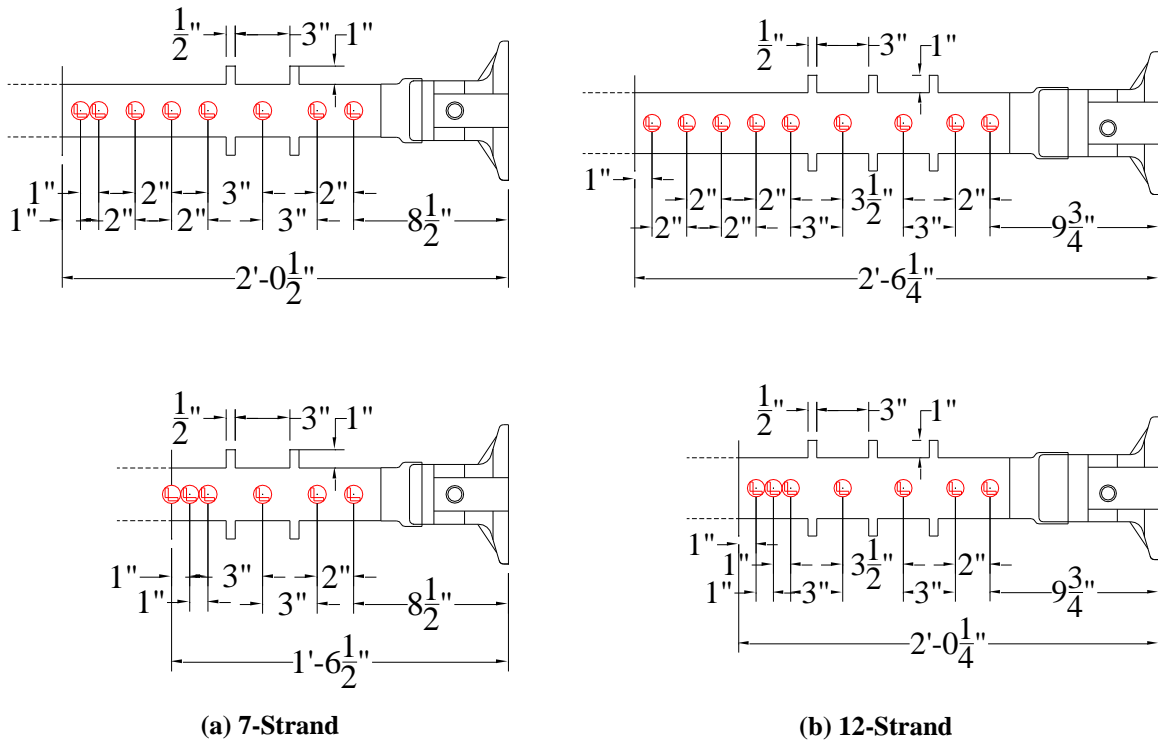 1/2" 3" 1"
1" 2" 3" 2"
1" 2" 2" 3" 8 1/2"
2'-0 1/2"
1/2" 3" 1"
1" 2" 2" 3 1/2" 2"
2" 2" 3" 3" 9 3/4"
2'-6 1/4"
1/2" 3" 1"
1" 3" 2"
1" 3" 8 1/2"
1'-6 1/2"
1/2" 3" 1"
1"
1" 3 1/2" 2"
1" 3" 3" 9 3/4"
2'-0 1/4"
(a) 7-Strand
(b) 12-Strand